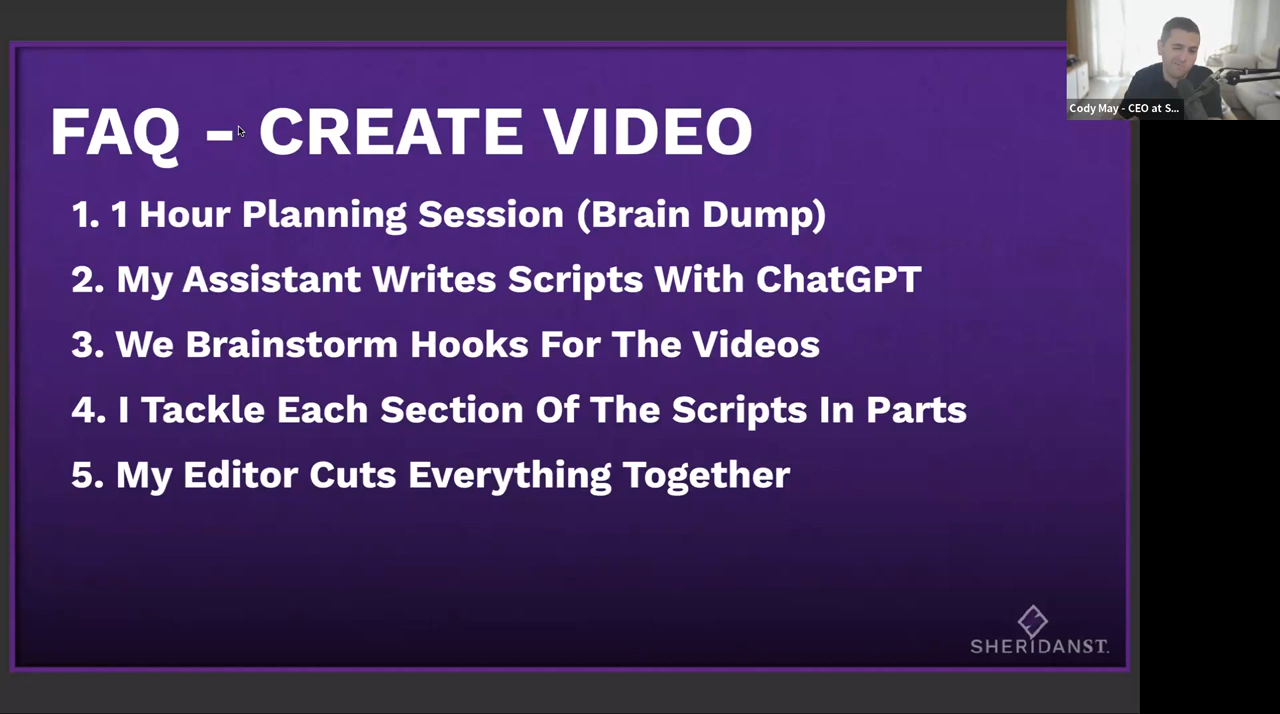 FAQ - CREATE VIDEO
1. 1 Hour Planning Session (Brain Dump)
2. My Assistant Writes Scripts With ChatGPT
3. We Brainstorm Hooks For The Videos
4. I Tackle Each Section Of The Scripts In Parts
5. My Editor Cuts Everything Together
SHERIDANST.
Cody May - CEO at S...